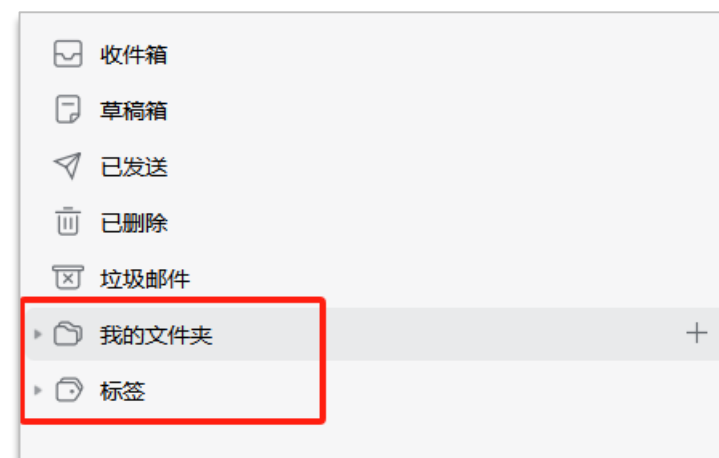 收件箱
草稿箱
已发送
已删除
垃圾邮件
我的文件夹
标签